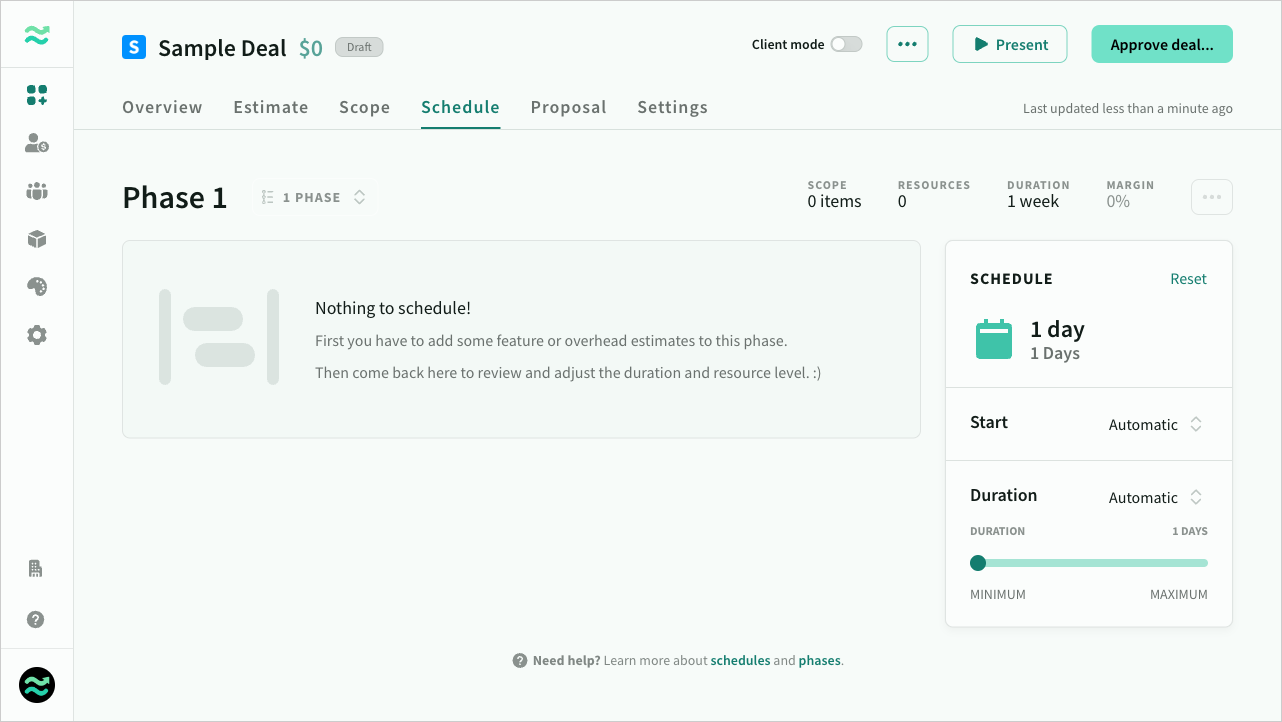 S Sample Deal $0 Draft
Client mode
Present
Approve deal...
Overview Estimate Scope Schedule Proposal Settings
Last updated less than a minute ago
Phase 1
1 PHASE
SCOPE
0 items
RESOURCES
0
DURATION
1 week
MARGIN
0%
Nothing to schedule!
First you have to add some feature or overhead estimates to this phase.
Then come back here to review and adjust the duration and resource level. :)
SCHEDULE Reset
1 day
1 Days
Start Automatic
Duration Automatic
DURATION 1 DAYS
MINIMUM MAXIMUM
? Need help? Learn more about schedules and phases.